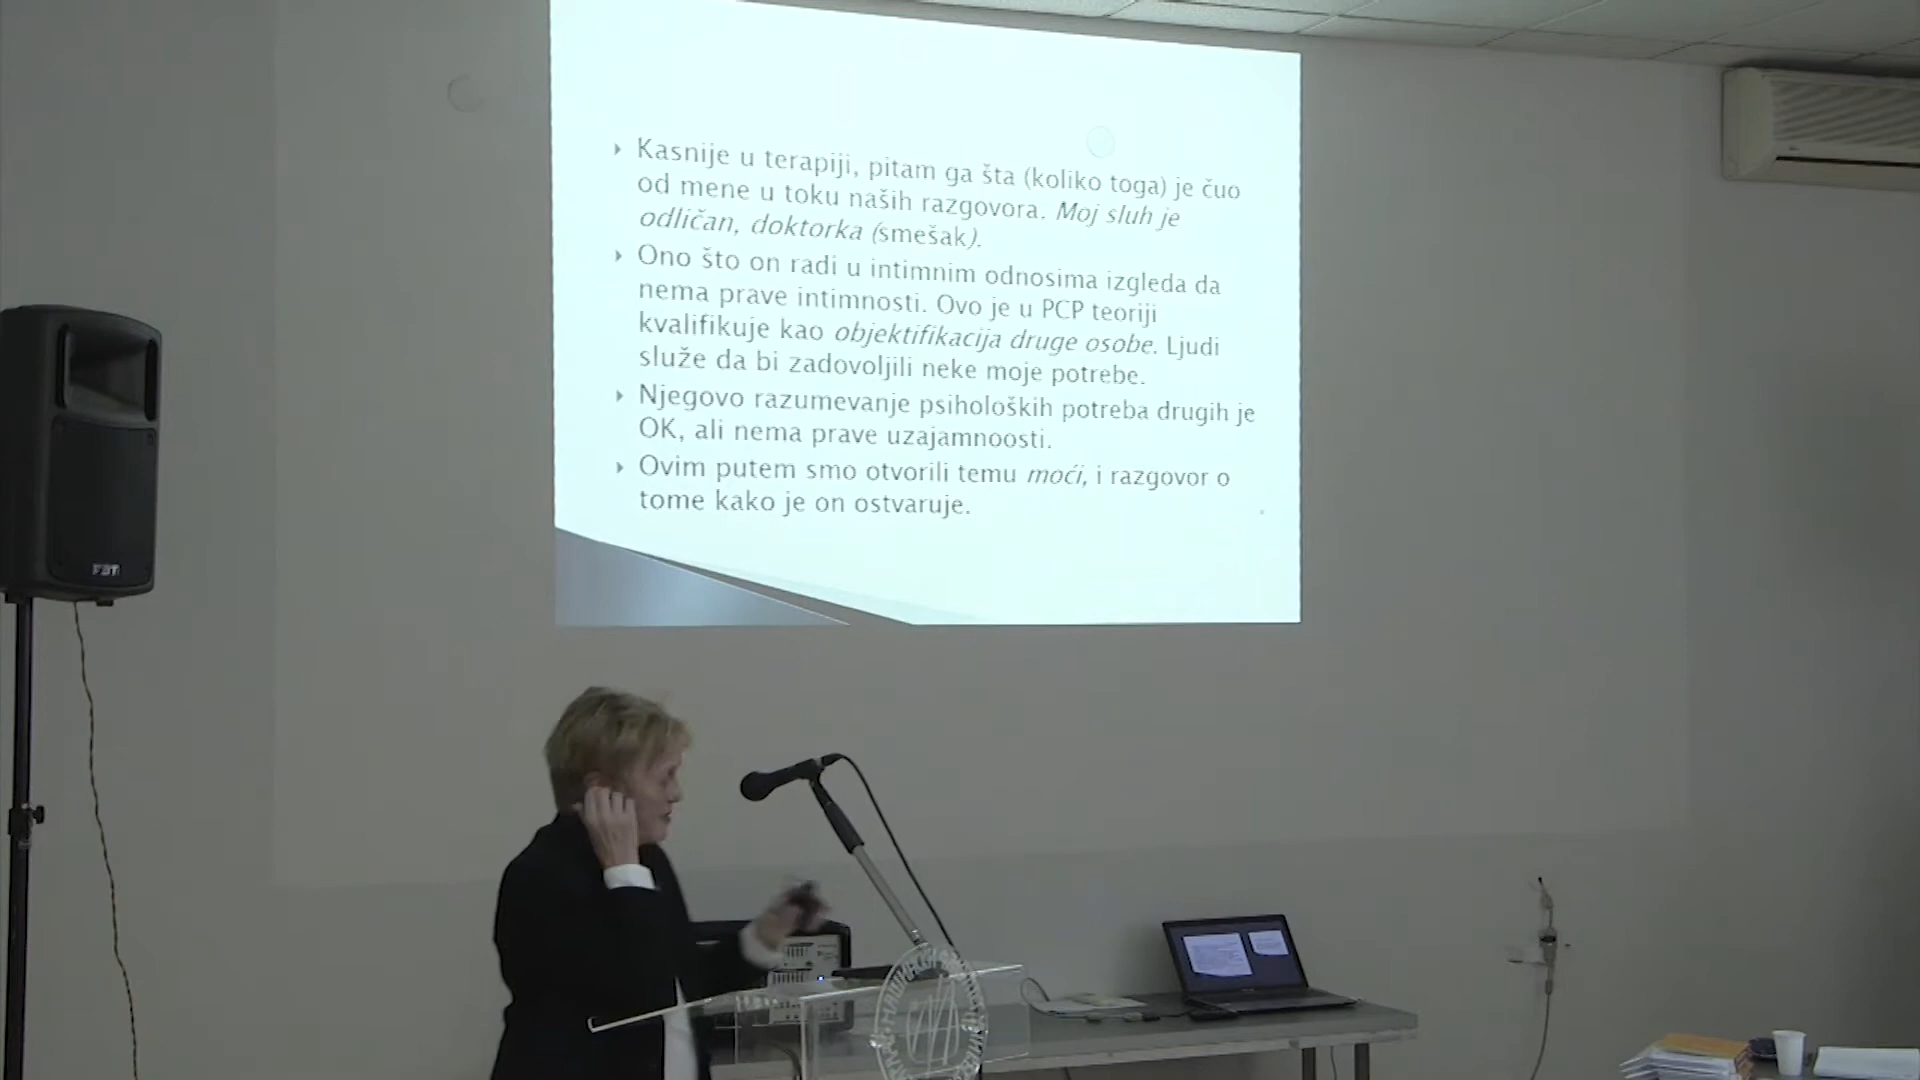 Kasnije u terapiji, pitam ga šta (koliko toga) je čuo
od mene u toku naših razgovora. Moj sluh je
odličan, doktorka (smešak).
Ono što on radi u intimnim odnosima izgleda da
nema prave intimnosti. Ovo je u PCP teoriji
kvalifikuje kao objektifikacija druge osobe. Ljudi
služe da bi zadovoljili neke moje potrebe.
Njegovo razumevanje psiholoških potreba drugih je
OK, ali nema prave uzajamnoosti.
Ovim putem smo otvorili temu moći, i razgovor o
tome kako je on ostvaruje.
FBT